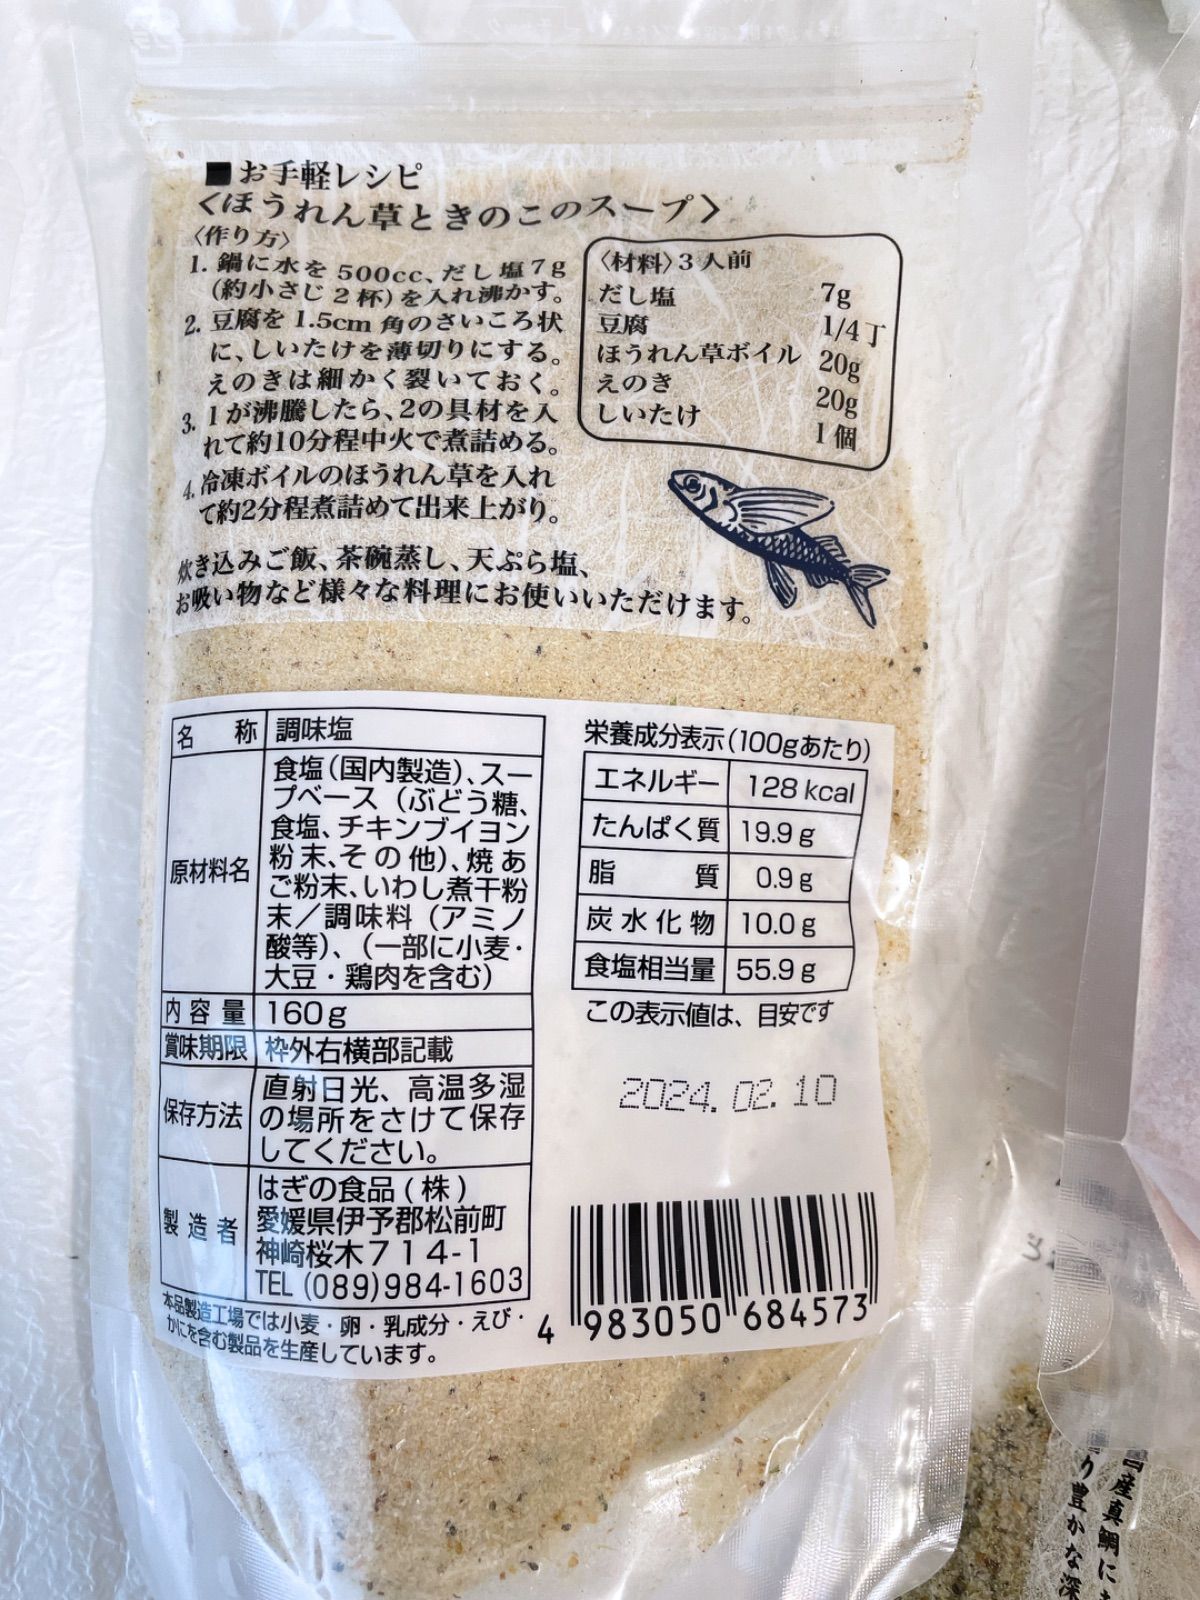 ■お手軽レシピ
〈ほうれん草ときのこのスープ〉
〈作り方〉
1. 鍋に水を500cc、だし塩7g
(約小さじ2杯)を入れ沸かす。
2. 豆腐を1.5cm角のさいころ状
に、しいたけを薄切りにする。
えのきは細かく裂いておく。
3. 1が沸騰したら、2の具材を入
れて約10分程中火で煮詰める。
4. 冷凍ボイルのほうれん草を入れ
て約2分程煮詰めて出来上がり。
〈材料〉3人前
だし塩 7g
豆腐 1/4丁
ほうれん草ボイル 20g
えのき 20g
しいたけ 1個
炊き込みご飯、茶碗蒸し、天ぷら塩、
お吸い物など様々な料理にお使いいただけます。
名称 調味塩
原材料名 食塩(国内製造)、スー
プベース(ぶどう糖、
食塩、チキンブイヨン
粉末、その他)、焼あ
ご粉末、いわし煮干粉
末/調味料(アミノ
酸等)、(一部に小麦・
大豆・鶏肉を含む)
内容量 160g
賞味期限 枠外右横部記載
保存方法 直射日光、高温多湿
の場所をさけて保存
してください。
製造者 はぎの食品(株)
愛媛県伊予郡松前町
神崎桜木714-1
TEL (089)984-1603
本品製造工場では小麦・卵・乳成分・えび・
かにを含む製品を生産しています。
栄養成分表示(100gあたり)
エネルギー 128kcal
たんぱく質 19.9g
脂質 0.9g
炭水化物 10.0g
食塩相当量 55.9g
この表示値は、目安です
2024.02.10
4 983050 684573
産真鯛に
り豊かな深